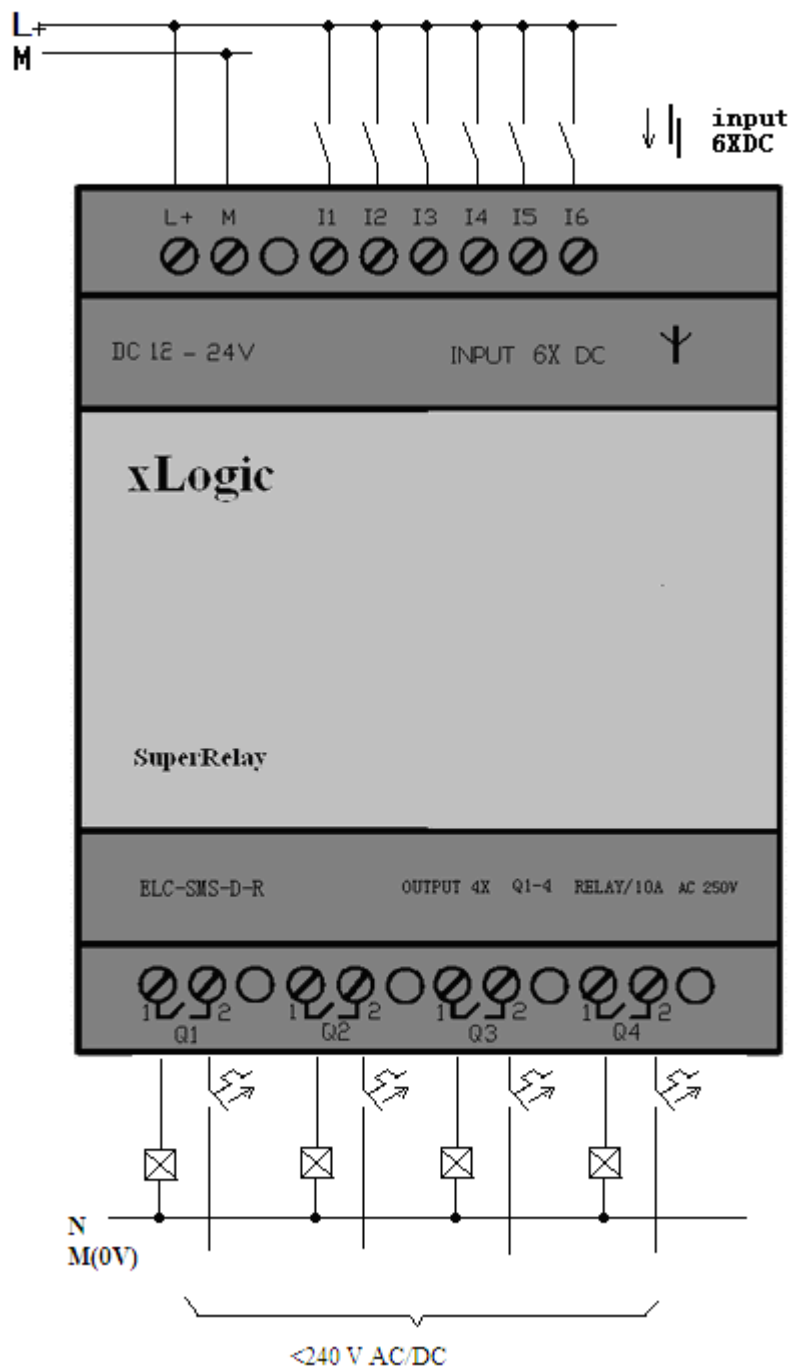 L+
M
input
6XDC
L+ M I1 I2 I3 I4 I5 I6
DC 12 - 24V INPUT 6X DC
xLogic
SuperRelay
ELC-SMS-D-R OUTPUT 4X Q1-4 RELAY/10A AC 250V
1 2 1 2 1 2 1 2
Q1 Q2 Q3 Q4
N
M(0V)
<240 V AC/DC